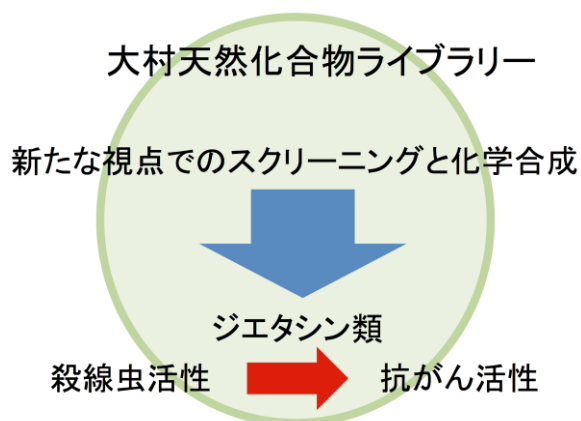 大村天然化合物ライブラリー
新たな視点でのスクリーニングと化学合成
ジエタシン類
殺線虫活性 抗がん活性